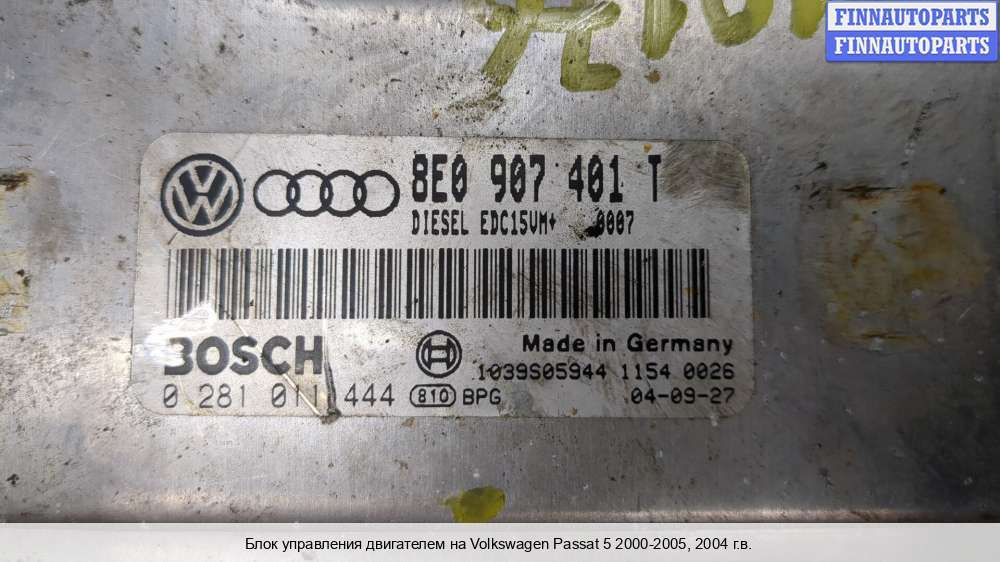 FINNAUTOPARTS
FINNAUTOPARTS
8E0 907 401 T
DIESEL EDC15VM+ 0007
BOSCH
Made in Germany
1039S05944 1154 0026
0 281 011 444 810 BPG 04-09-27
Блок управления двигателем на Volkswagen Passat 5 2000-2005, 2004 г.в.